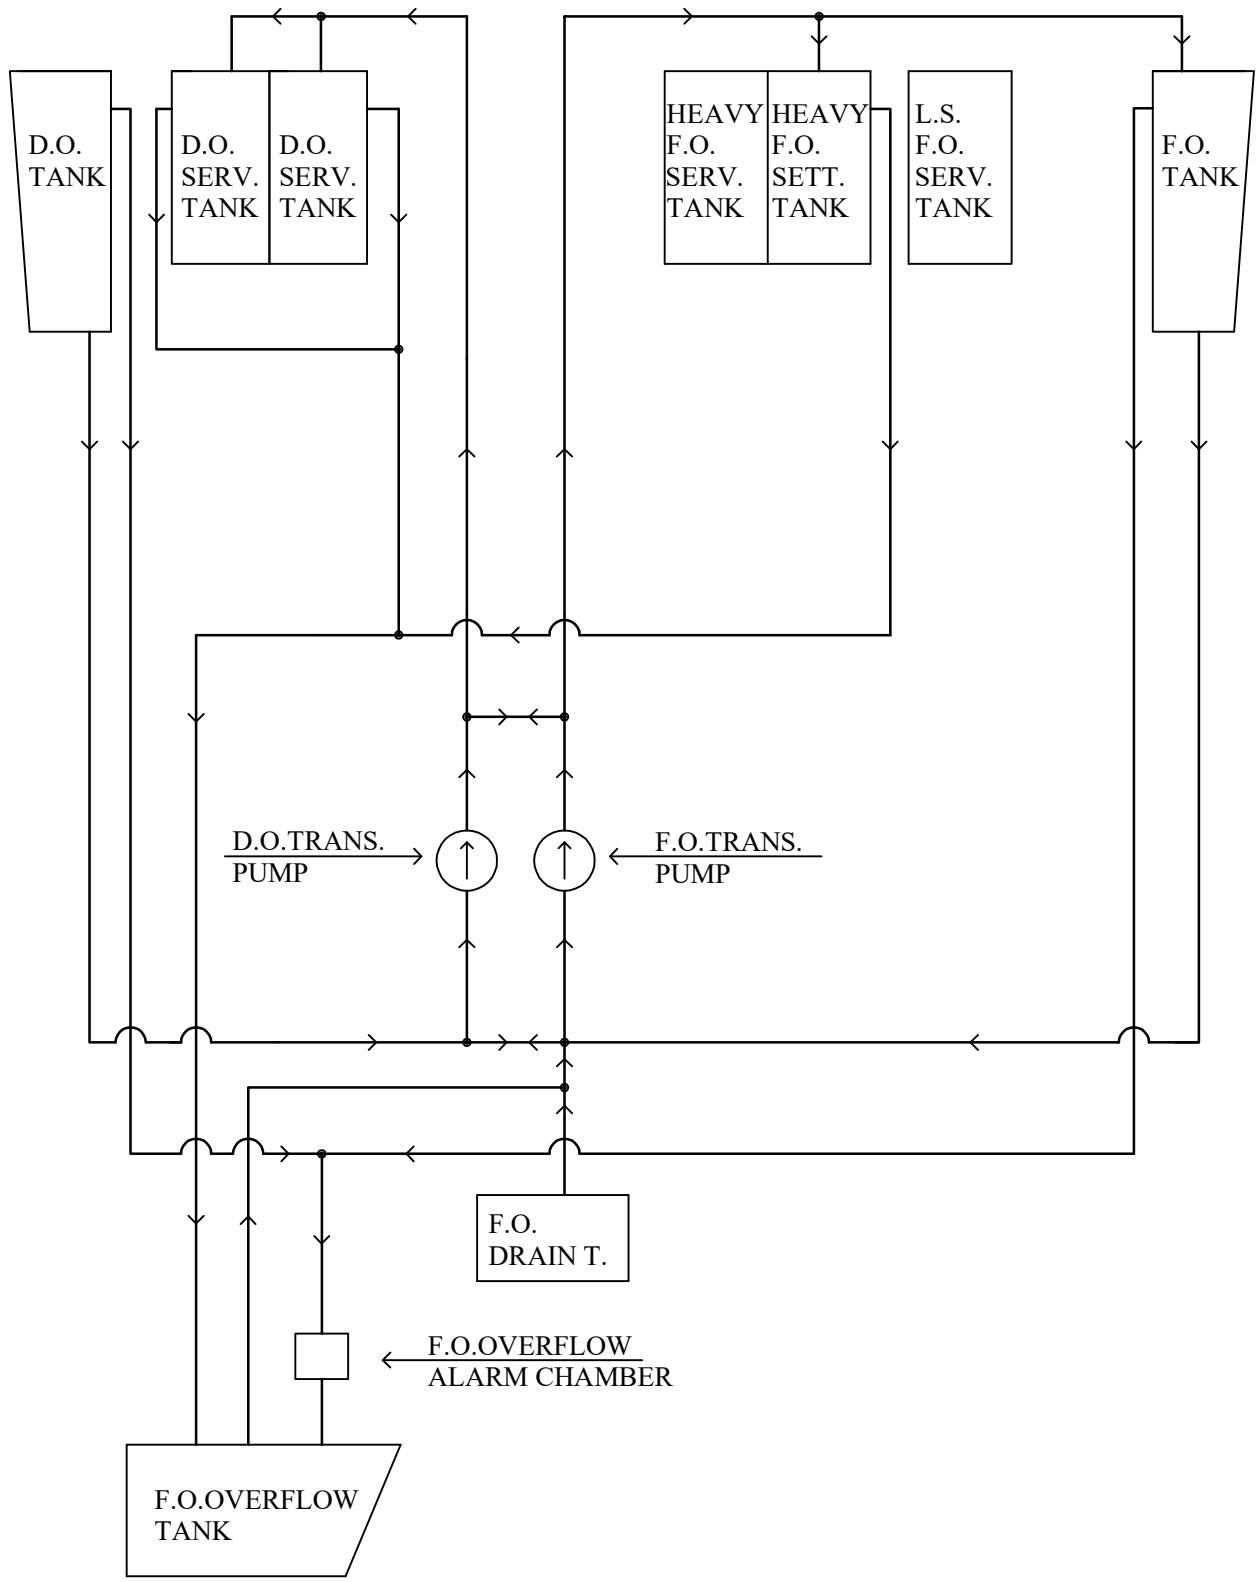 D.O.
TANK
D.O.
SERV.
TANK
D.O.
SERV.
TANK
HEAVY
F.O.
SERV.
TANK
HEAVY
F.O.
SETT.
TANK
L.S.
F.O.
SERV.
TANK
F.O.
TANK
D.O.TRANS.
PUMP
F.O.TRANS.
PUMP
F.O.
DRAIN T.
F.O.OVERFLOW
ALARM CHAMBER
F.O.OVERFLOW
TANK